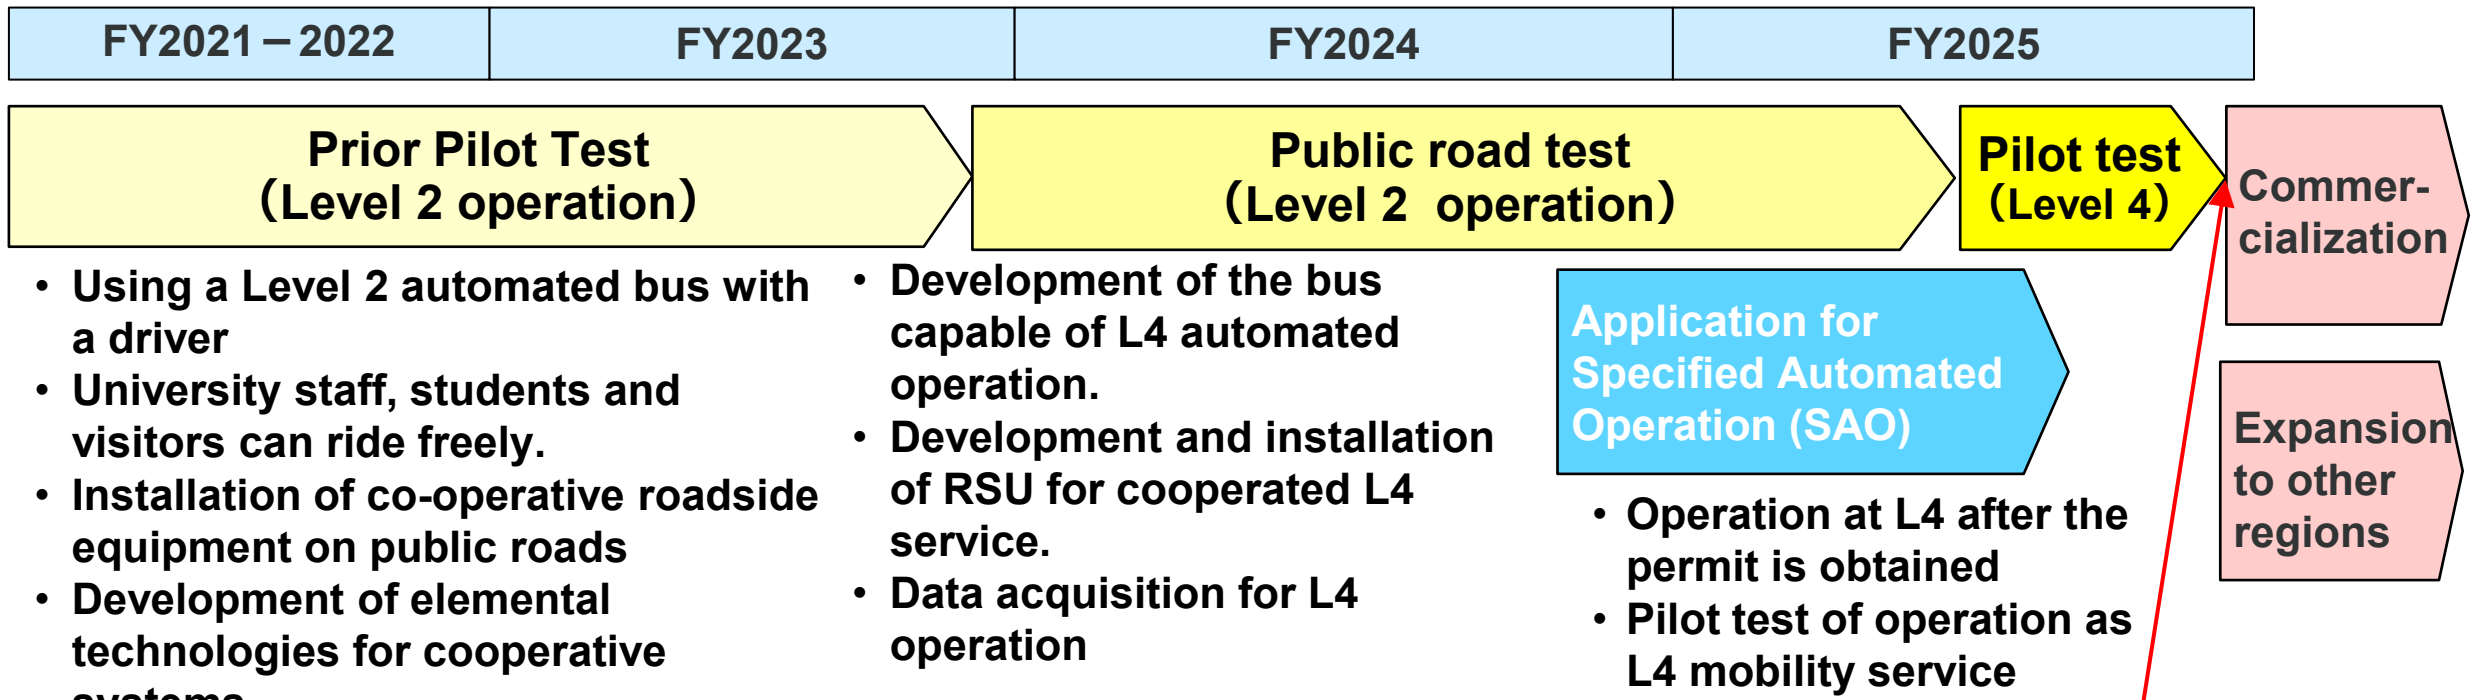 FY2021－2022
FY2023
FY2024
FY2025
Prior Pilot Test
（Level 2 operation）
Public road test
（Level 2 operation）
Pilot test
（Level 4）
Commer-
cialization
• Using a Level 2 automated bus with
a driver
• University staff, students and
visitors can ride freely.
• Installation of co-operative roadside
equipment on public roads
• Development of elemental
technologies for cooperative
systems
• Development of the bus
capable of L4 automated
operation.
• Development and installation
of RSU for cooperated L4
service.
• Data acquisition for L4
operation
Application for
Specified Automated
Operation (SAO)
• Operation at L4 after the
permit is obtained
• Pilot test of operation as
L4 mobility service
Expansion
to other
regions